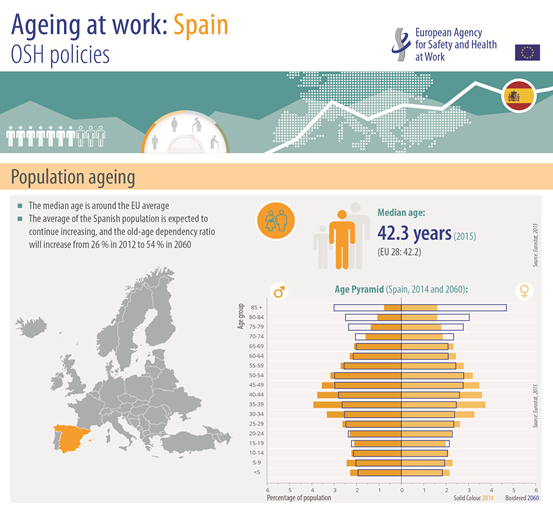 Ageing at work: Spain
OSH policies
European Agency
for Safety and Health
at Work
Population ageing
The median age is around the EU average
The average of the Spanish population is expected to
continue increasing, and the old-age dependency ratio
will increase from 26 % in 2012 to 54 % in 2060
Median age:
42.3 years (2015)
(EU 28: 42.2)
Source: Eurostat, 2015
Age Pyramid (Spain, 2014 and 2060):
Age group
85 +
80-84
75-79
70-74
65-69
60-64
55-59
50-54
45-49
40-44
35-39
30-34
25-29
20-24
15-19
10-14
5-9
<5
6 5 4 3 2 1 0 1 2 3 4 5 6
Percentage of population
Solid Colour 2014
Bordered 2060
Source: Eurostat, 2015